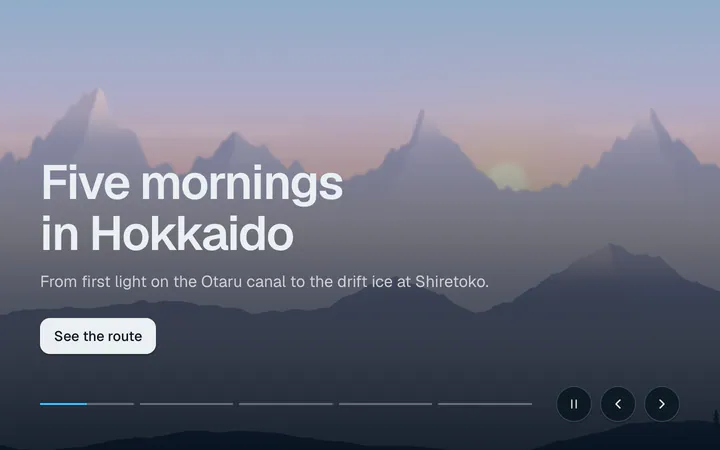 Five mornings
in Hokkaido
From first light on the Otaru canal to the drift ice at Shiretoko.
See the route